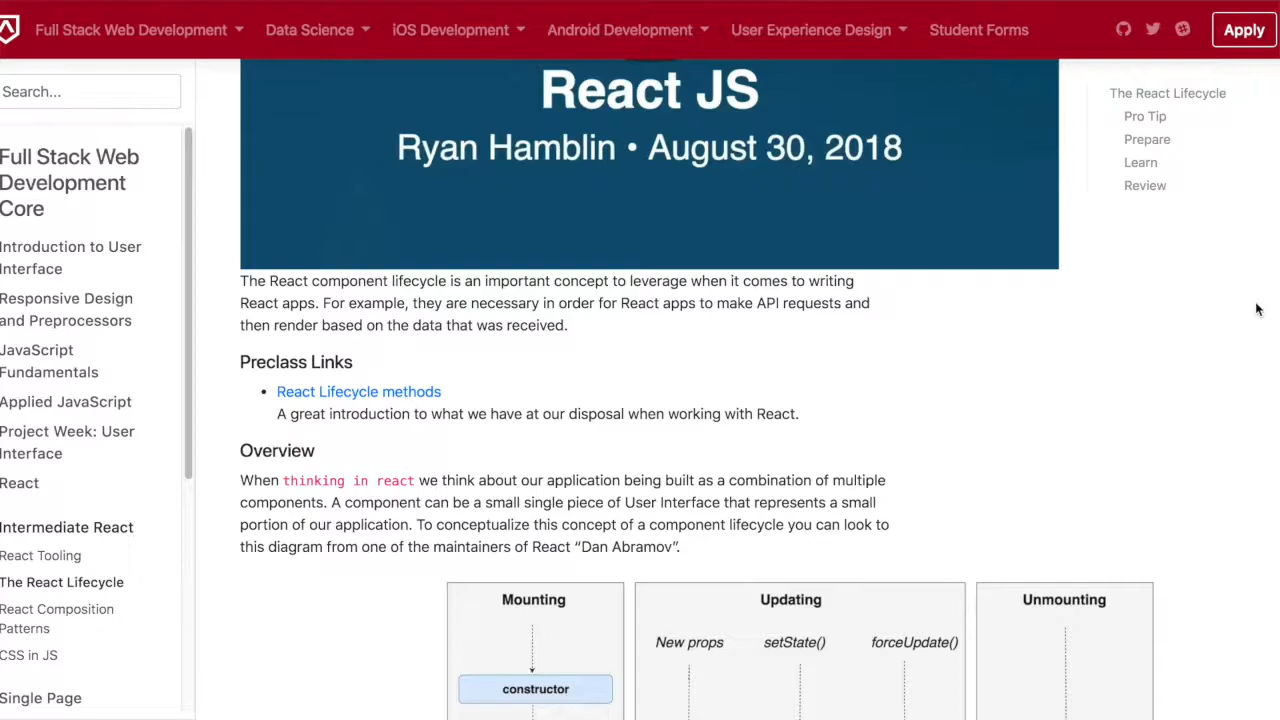 Full Stack Web Development
Data Science
iOS Development
Android Development
User Experience Design
Student Forms
Apply
Search...
Full Stack Web
Development
Core
Introduction to User
Interface
Responsive Design
and Preprocessors
JavaScript
Fundamentals
Applied JavaScript
Project Week: User
Interface
React
Intermediate React
React Tooling
The React Lifecycle
React Composition
Patterns
CSS in JS
Single Page
React JS
Ryan Hamblin • August 30, 2018
The React component lifecycle is an important concept to leverage when it comes to writing
React apps. For example, they are necessary in order for React apps to make API requests and
then render based on the data that was received.
Preclass Links
• React Lifecycle methods
A great introduction to what we have at our disposal when working with React.
Overview
When thinking in react we think about our application being built as a combination of multiple
components. A component can be a small single piece of User Interface that represents a small
portion of our application. To conceptualize this concept of a component lifecycle you can look to
this diagram from one of the maintainers of React “Dan Abramov”.
Mounting
constructor
Updating
New props
setState()
forceUpdate()
Unmounting
The React Lifecycle
Pro Tip
Prepare
Learn
Review